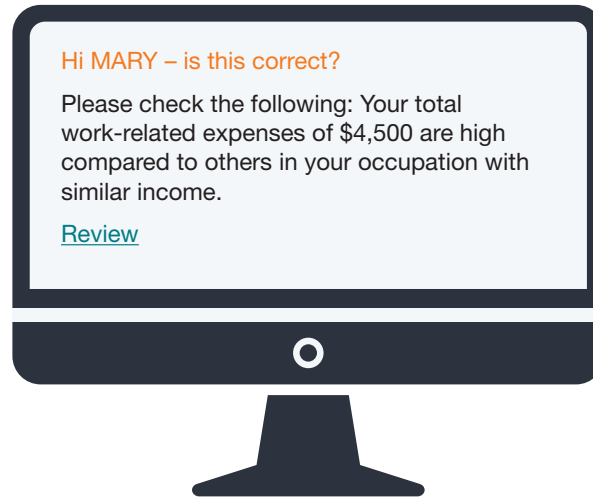 Hi MARY – is this correct?
Please check the following: Your total
work-related expenses of $4,500 are high
compared to others in your occupation with
similar income.
Review